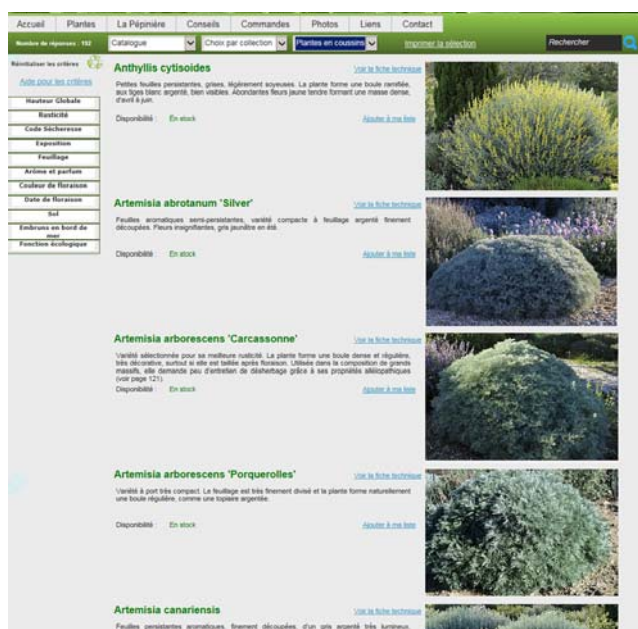 Accueil Plantes La Pépinière Conseils Commandes Photos Liens Contact
Nombre de réponses : 192 Catalogue Choix par collection Plantes en coussins Imprimer la sélection Rechercher
Réinitialiser les critères
Aide pour les critères
Hauteur Globale
Rusticité
Code Sécheresse
Exposition
Feuillage
Arôme et parfum
Couleur de floraison
Date de floraison
Sol
Embruns en bord de
mer
Fonction écologique
Anthyllis cytisoides Voir la fiche technique
Petites feuilles persistantes, grises, légèrement soyeuses. La plante forme une boule ramifiée,
aux tiges blanc argenté, bien visibles. Abondantes fleurs jaune tendre formant une masse dense,
d'avril à juin.
Disponibilité : En stock Ajouter à ma liste
Artemisia abrotanum 'Silver' Voir la fiche technique
Feuilles aromatiques semi-persistantes, variété compacte à feuillage argenté finement
découpées. Fleurs insignifiantes, gris jaunâtre en été.
Disponibilité : En stock Ajouter à ma liste
Artemisia arborescens 'Carcassonne' Voir la fiche technique
Variété sélectionnée pour sa meilleure rusticité. La plante forme une boule dense et régulière,
très décorative, surtout si elle est taillée après floraison. Utilisée dans la composition de grands
massifs, elle demande peu d'entretien de désherbage grâce à ses propriétés allélopathiques
(voir page 121).
Disponibilité : En stock Ajouter à ma liste
Artemisia arborescens 'Porquerolles' Voir la fiche technique
Variété à port très compact. Le feuillage est très finement divisé et la plante forme naturellement
une boule régulière, comme une topiaire argentée.
Disponibilité : En stock Ajouter à ma liste
Artemisia canariensis Voir la fiche technique
Feuilles persistantes aromatiques, finement découpées, d'un gris argenté très lumineux.